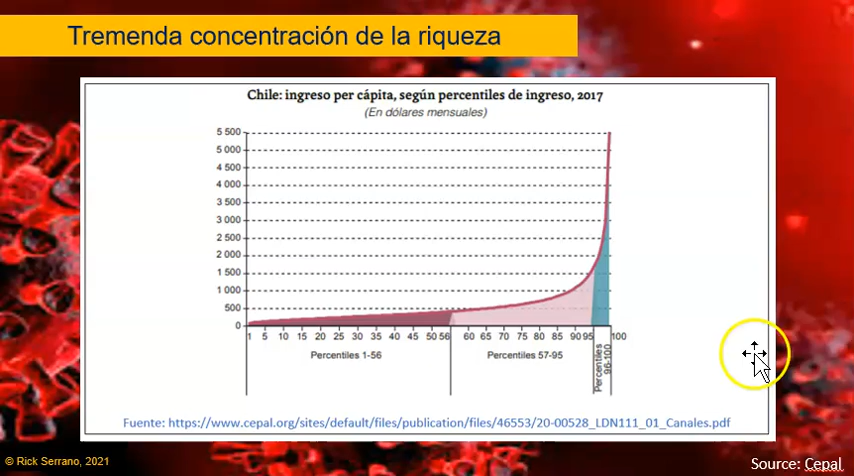 Tremenda concentración de la riqueza
Chile: ingreso per cápita, según percentiles de ingreso, 2017
(En dólares mensuales)
5 500
5 000
4 500
4 000
3 500
3 000
2 500
2 000
1 500
1 000
500
0
1 5 10 15 20 25 30 35 40 45 50 56 60 65 70 75 80 85 90 95 100
Percentiles 1-56
Percentiles 57-95
Percentiles
96-100
Fuente: https://www.cepal.org/sites/default/files/publication/files/46553/20-00528_LDN111_01_Canales.pdf
© Rick Serrano, 2021
Source: Cepal